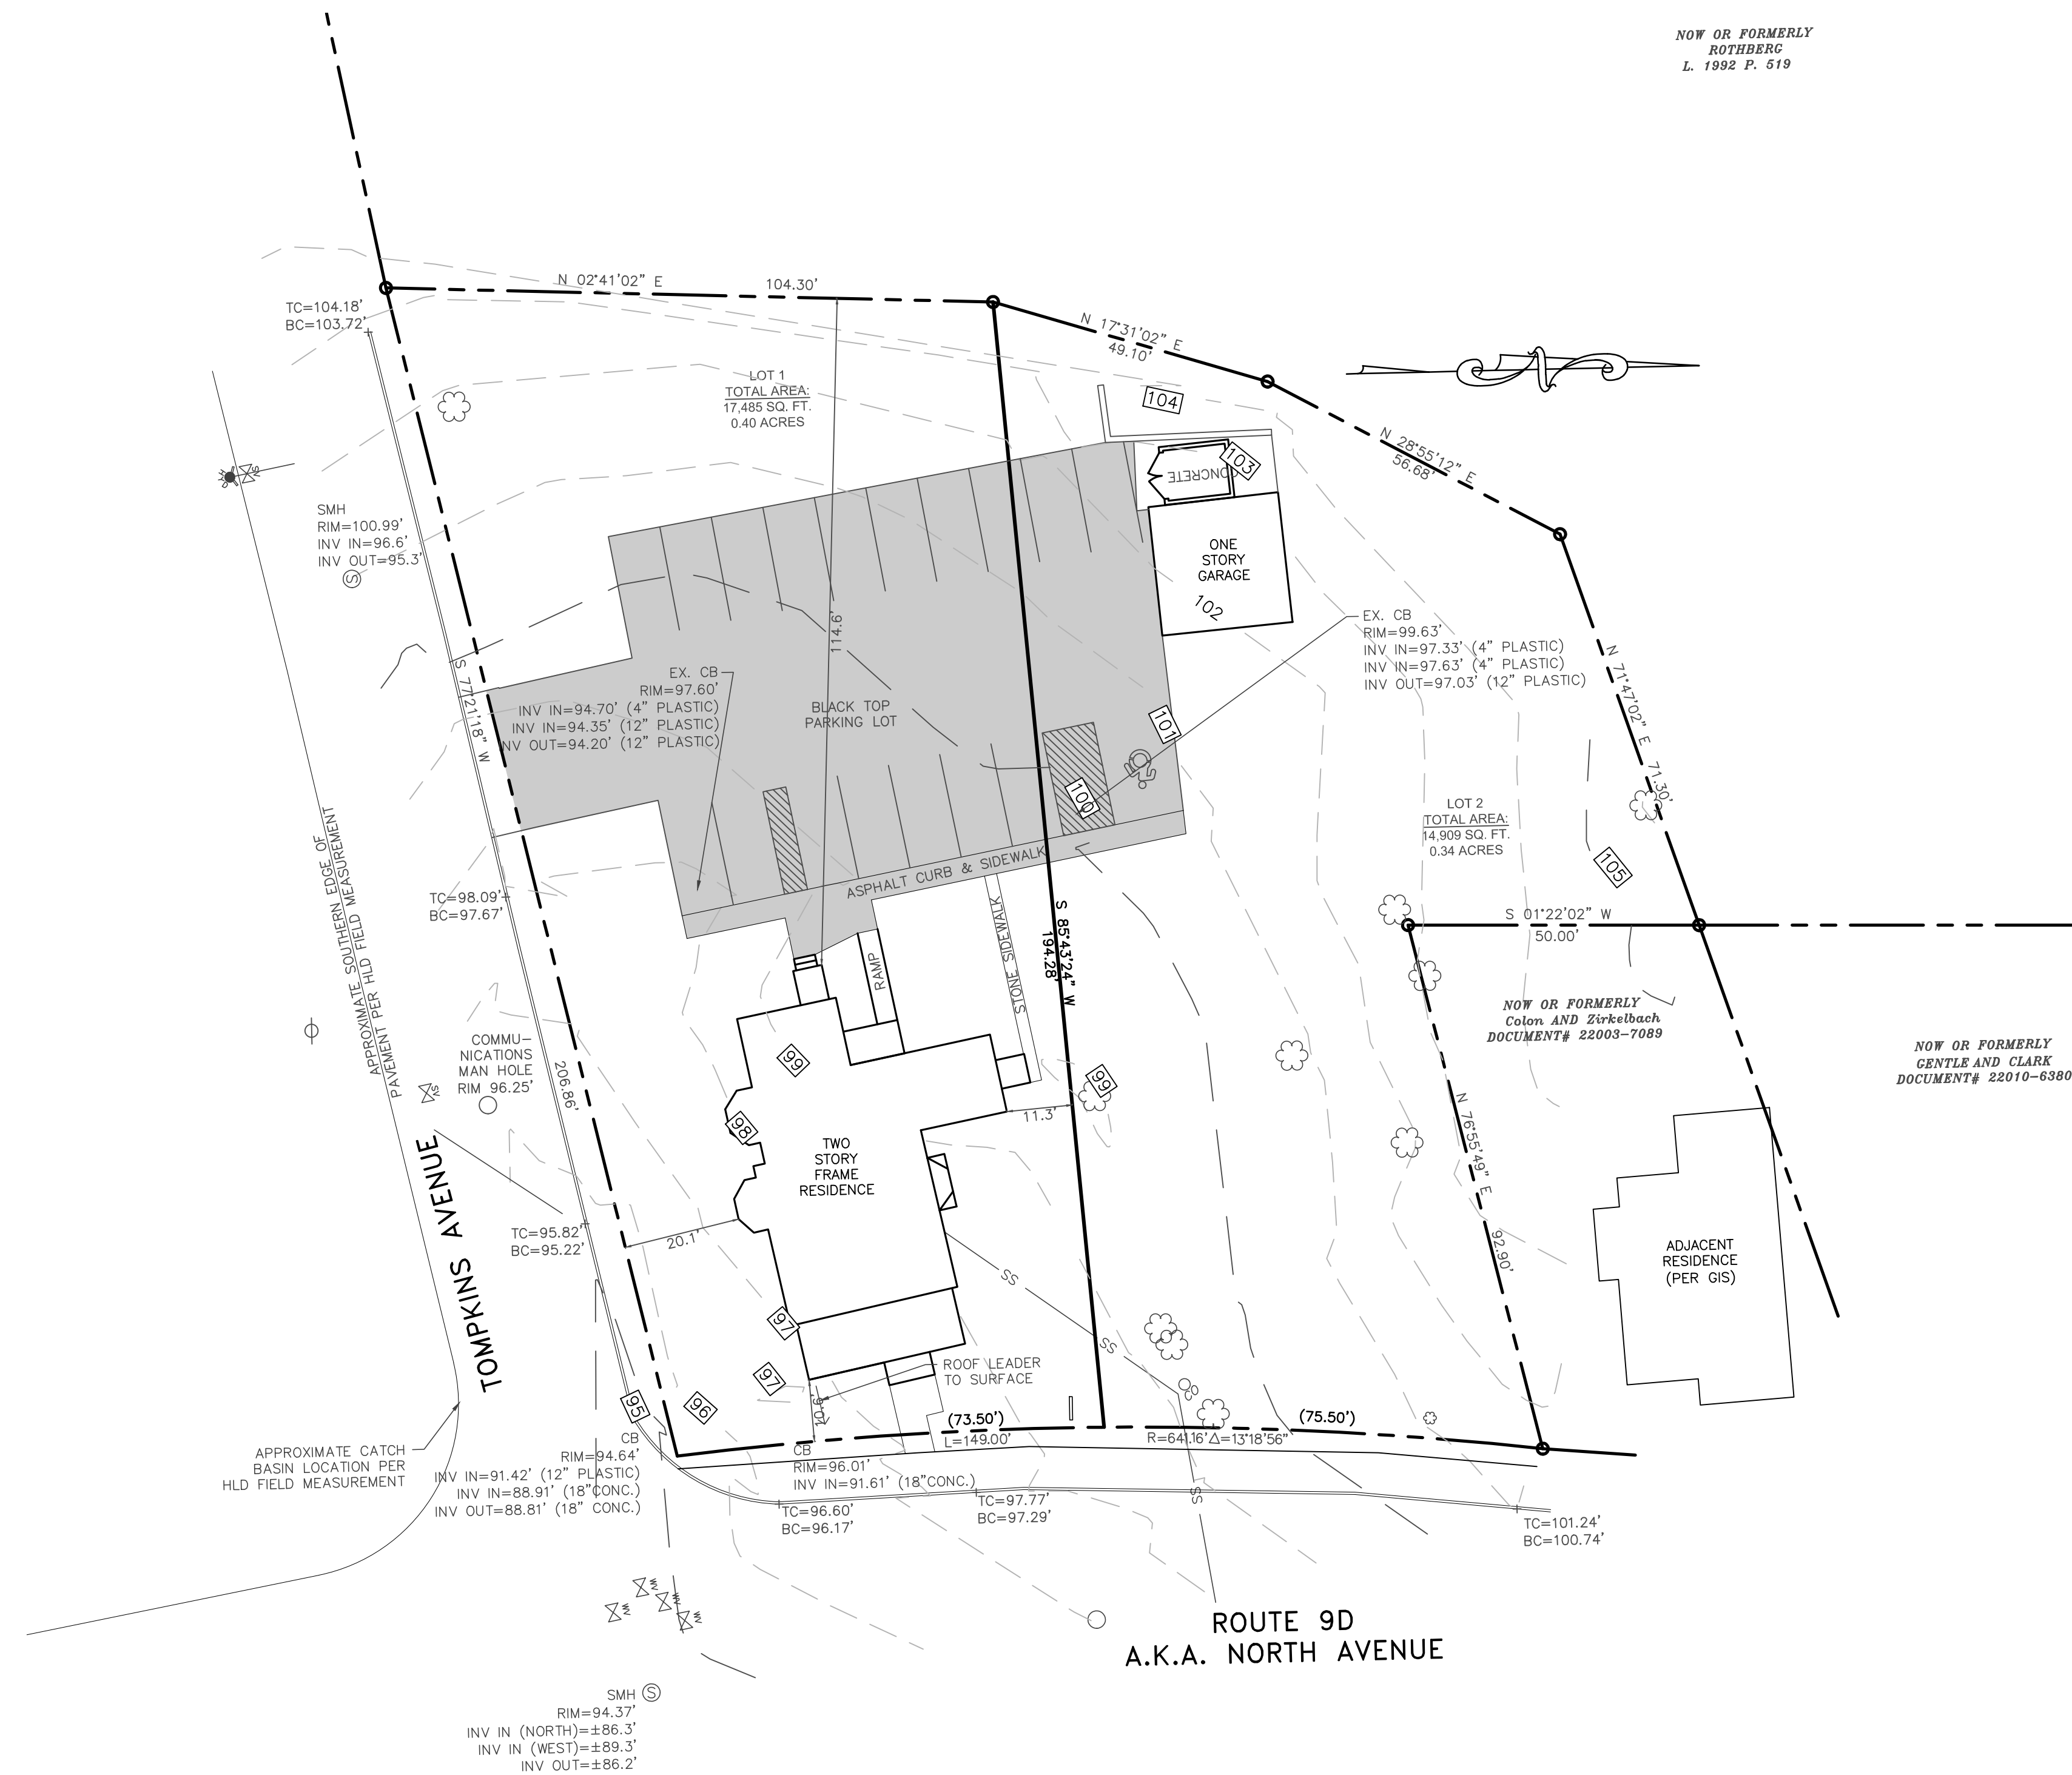 NOW OR FORMERLY
ROTHBERG
L. 1992 P. 519
N 02°41'02" E
104.30'
TC=104.18'
BC=103.72'
N 17°31'02" E
49.10'
LOT 1
TOTAL AREA:
17,485 SQ. FT.
0.40 ACRES
104
N
N 28°55'12" E
56.68'
103
CONCRETE
SMH
RIM=100.99'
INV IN=96.6'
INV OUT=95.3'
S
ONE
STORY
GARAGE
102
114.6'
EX. CB
RIM=99.63'
INV IN=97.33' (4" PLASTIC)
INV IN=97.63' (4" PLASTIC)
INV OUT=97.03' (12" PLASTIC)
N 71°47'02" E
71.30'
S 77°21'18" W
206.86'
EX. CB
RIM=97.60'
INV IN=94.70' (4" PLASTIC)
INV IN=94.35' (12" PLASTIC)
INV OUT=94.20' (12" PLASTIC)
BLACK TOP
PARKING LOT
101
100
LOT 2
TOTAL AREA:
14,909 SQ. FT.
0.34 ACRES
105
APPROXIMATE SOUTHERN EDGE OF
PAVEMENT PER HLD FIELD MEASUREMENT
TC=98.09'
BC=97.67'
ASPHALT CURB & SIDEWALK
S 85°43'24" W
194.28'
S 01°22'02" W
50.00'
RAMP
STONE SIDEWALK
NOW OR FORMERLY
Colon AND Zirkelbach
DOCUMENT# 22003-7089
NOW OR FORMERLY
GENTLE AND CLARK
DOCUMENT# 22010-6380
COMMU-
NICATIONS
MAN HOLE
RIM 96.25'
99
99
98
11.3'
TWO
STORY
FRAME
RESIDENCE
N 76°55'49" E
92.90'
TOMPKINS AVENUE
TC=95.82'
BC=95.22'
20.1'
SS
SS
ADJACENT
RESIDENCE
(PER GIS)
97
97
96
95
ROOF LEADER
TO SURFACE
10.6'
(73.50')
L=149.00'
(75.50')
R=641.16' Δ=13°18'56"
APPROXIMATE CATCH
BASIN LOCATION PER
HLD FIELD MEASUREMENT
CB
RIM=94.64'
INV IN=91.42' (12" PLASTIC)
INV IN=88.91' (18"CONC.)
INV OUT=88.81' (18" CONC.)
CB
RIM=96.01'
INV IN=91.61' (18"CONC.)
SS
TC=96.60'
BC=96.17'
TC=97.77'
BC=97.29'
TC=101.24'
BC=100.74'
WV
WV
WV
WV
ROUTE 9D
A.K.A. NORTH AVENUE
SMH
S
RIM=94.37'
INV IN (NORTH)=±86.3'
INV IN (WEST)=±89.3'
INV OUT=±86.2'